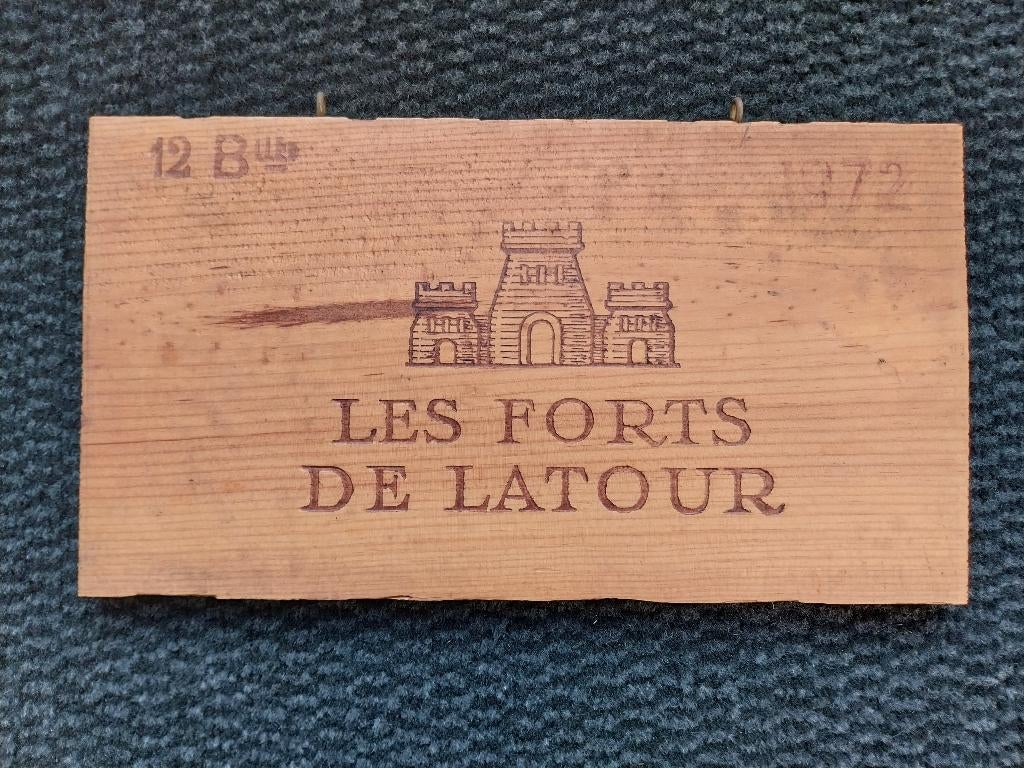 12 Blles
1972
LES FORTS
DE LATOUR